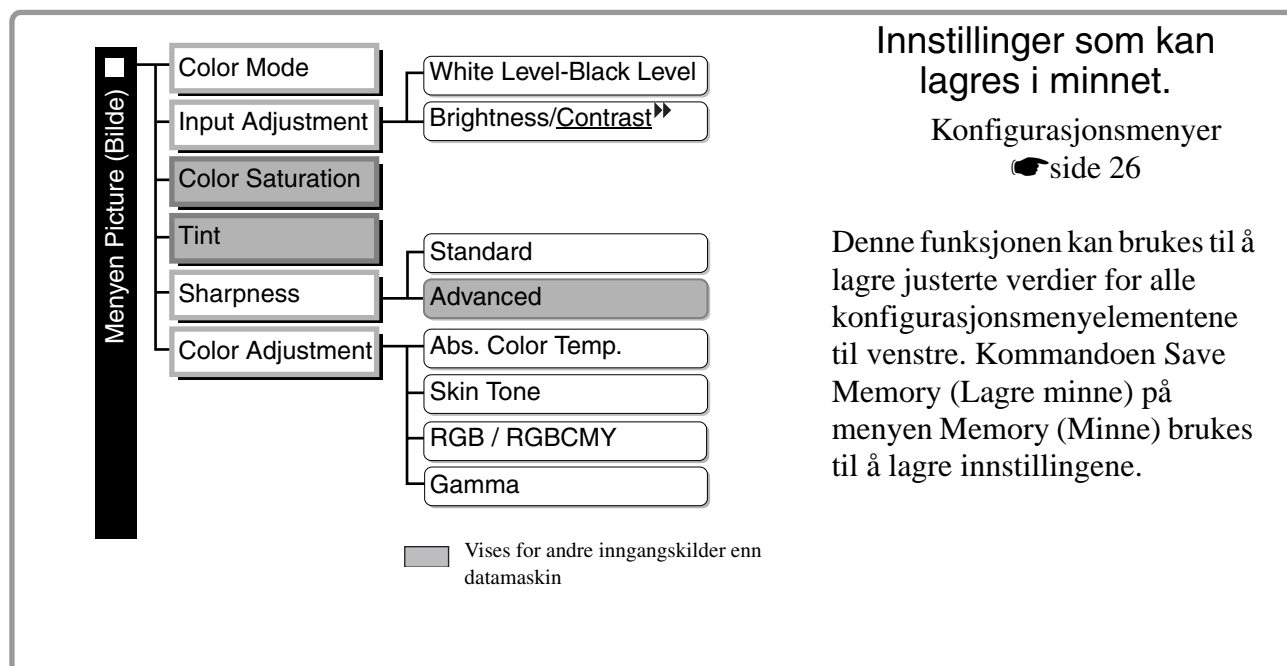 Menyen Picture (Bilde)
Color Mode
Input Adjustment
Color Saturation
Tint
Sharpness
Color Adjustment
White Level-Black Level
Brightness/Contrast
Standard
Advanced
Abs. Color Temp.
Skin Tone
RGB / RGBCMY
Gamma
Vises for andre inngangskilder enn
datamaskin
Innstillinger som kan
lagres i minnet.
Konfigurasjonsmenyer
☛side 26
Denne funksjonen kan brukes til å
lagre justerte verdier for alle
konfigurasjonsmenyelementene
til venstre. Kommandoen Save
Memory (Lagre minne) på
menyen Memory (Minne) brukes
til å lagre innstillingene.